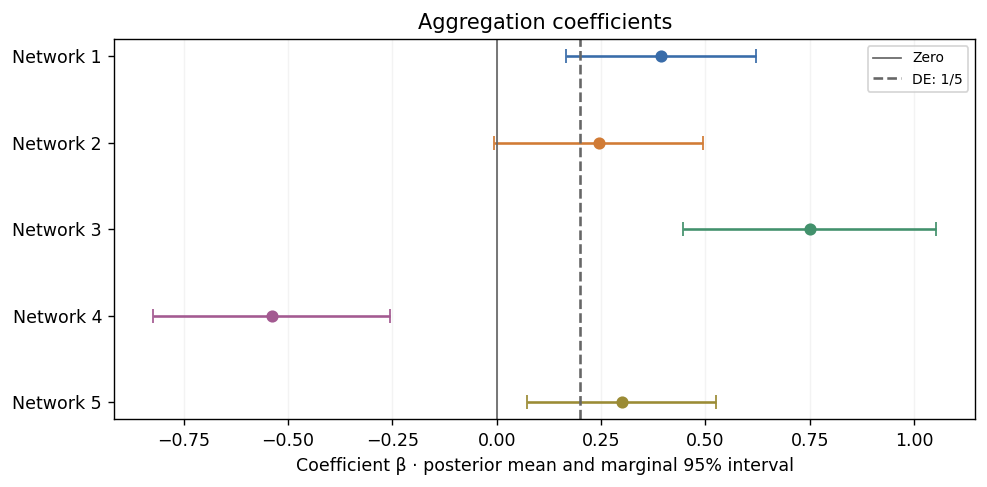 Aggregation coefficients
Network 1
Network 2
Network 3
Network 4
Network 5
Zero
DE: 1/5
−0.75
−0.50
−0.25
0.00
0.25
0.50
0.75
1.00
Coefficient β · posterior mean and marginal 95% interval